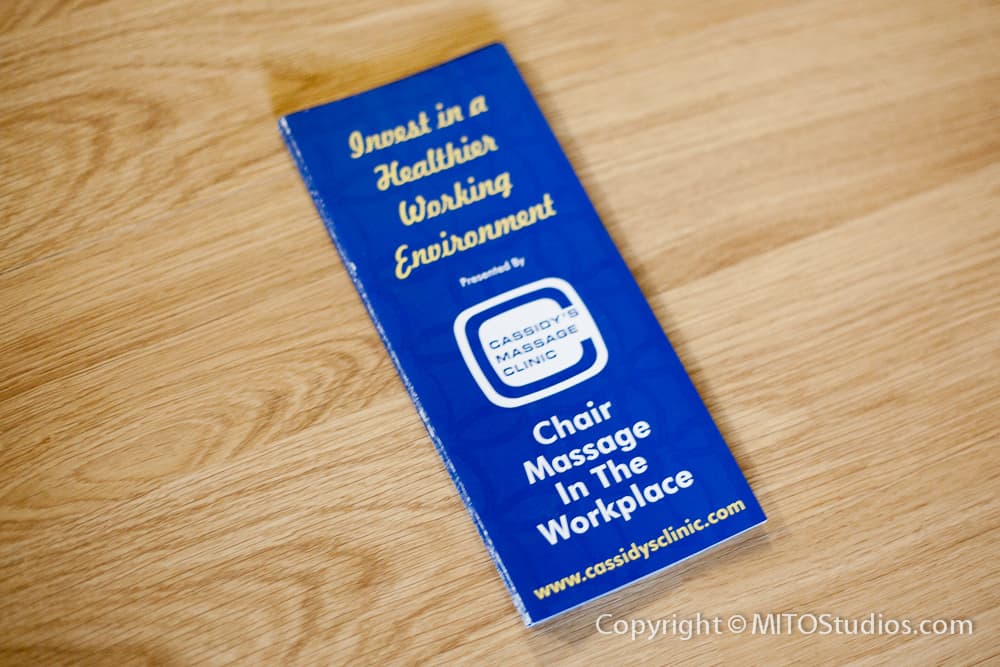 Invest in a
Healthier
Working
Environment
Presented By
CASSIDY'S
MASSAGE
CLINIC
Chair
Massage
In The
Workplace
www.cassidysclinic.com
Copyright © MITOStudios.com